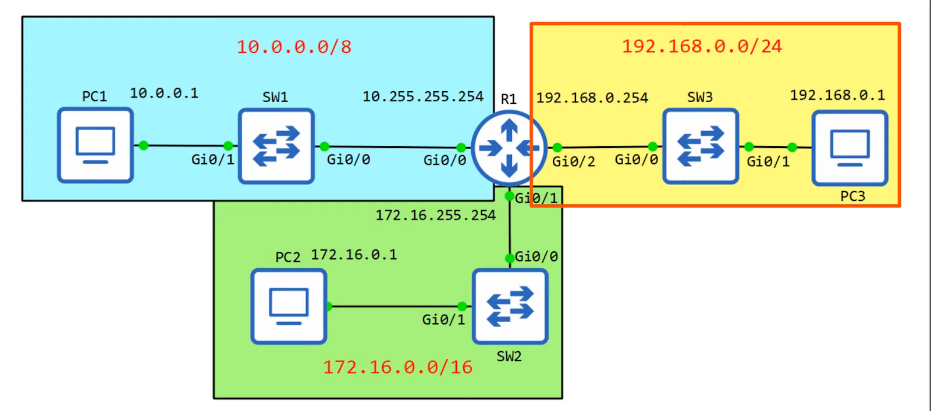 10.0.0.0/8
192.168.0.0/24
PC1
10.0.0.1
SW1
10.255.255.254
R1
192.168.0.254
SW3
192.168.0.1
Gi0/1
Gi0/0
Gi0/0
Gi0/2
Gi0/0
Gi0/1
PC3
172.16.255.254
Gi0/1
PC2
172.16.0.1
Gi0/0
Gi0/1
SW2
172.16.0.0/16